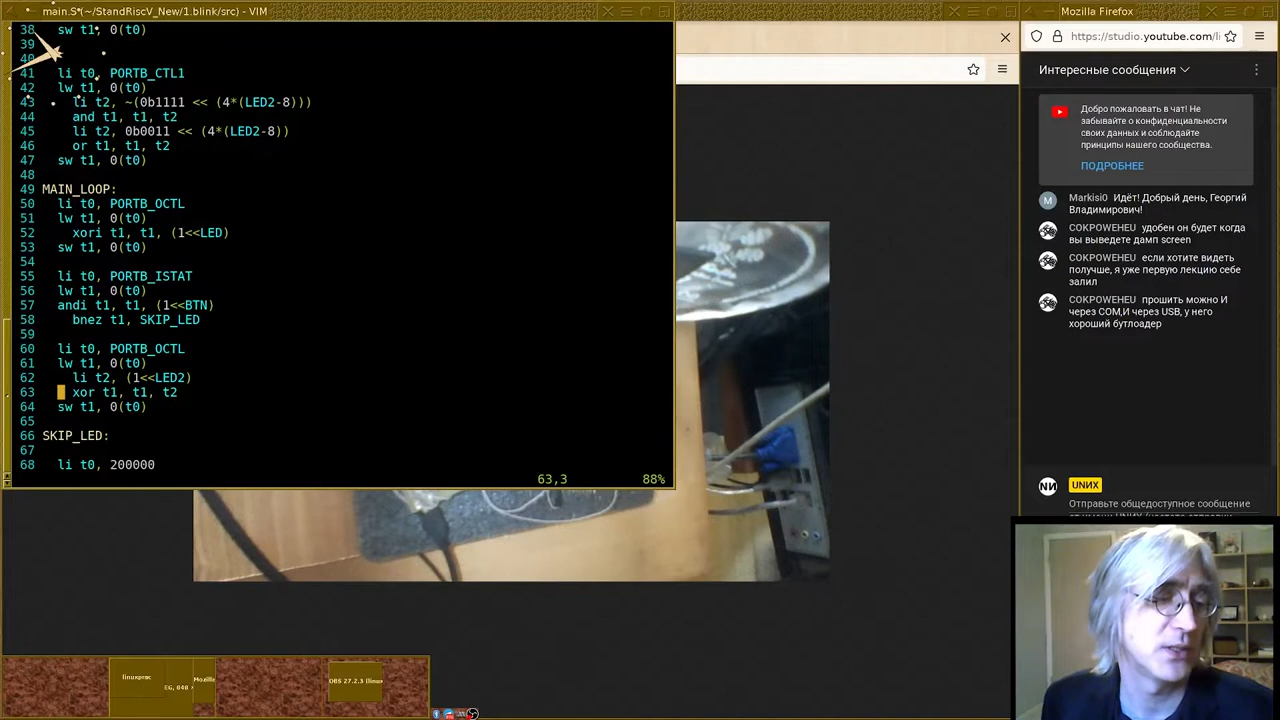 main.S*(~/StandRiscV_New/1.blink/src) - VIM
38 sw t1, 0(t0)
39
40
41 li t0, PORTB_CTL1
42 lw t1, 0(t0)
43 li t2, ~(0b1111 << (4*(LED2-8)))
44 and t1, t1, t2
45 li t2, 0b0011 << (4*(LED2-8))
46 or t1, t1, t2
47 sw t1, 0(t0)
48
49 MAIN_LOOP:
50 li t0, PORTB_OCTL
51 lw t1, 0(t0)
52 xori t1, t1, (1<<LED)
53 sw t1, 0(t0)
54
55 li t0, PORTB_ISTAT
56 lw t1, 0(t0)
57 andi t1, t1, (1<<BTN)
58 bnez t1, SKIP_LED
59
60 li t0, PORTB_OCTL
61 lw t1, 0(t0)
62 li t2, (1<<LED2)
63 xor t1, t1, t2
64 sw t1, 0(t0)
65
66 SKIP_LED:
67
68 li t0, 200000
63,3 88%
Mozilla Firefox
https://studio.youtube.com/li
Интересные сообщения
Добро пожаловать в чат! Не
забывайте о конфиденциальности
своих данных и соблюдайте
принципы нашего сообщества.
ПОДРОБНЕЕ
M Markisi0 Идёт! Добрый день, Георгий
Владимирович!
COKPOWEHEU удобен он будет когда
вы выведете дамп screen
COKPOWEHEU если хотите видеть
получше, я уже первую лекцию себе
залил
COKPOWEHEU прошить можно И
через COM,И через USB, у него
хороший бутлоадер
UNИX
Отправьте общедоступное сообщение
linuxprac
EG, 848 ×
Mozilla
OBS 27.2.3 (linux